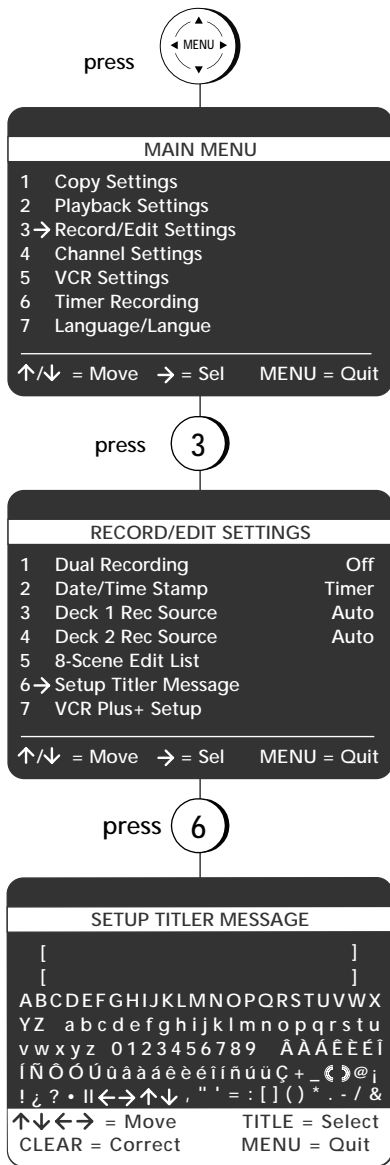 MENU
press
MAIN MENU
1 Copy Settings
2 Playback Settings
3→ Record/Edit Settings
4 Channel Settings
5 VCR Settings
6 Timer Recording
7 Language/Langue
↑/↓ = Move → = Sel MENU = Quit
press 3
RECORD/EDIT SETTINGS
1 Dual Recording Off
2 Date/Time Stamp Timer
3 Deck 1 Rec Source Auto
4 Deck 2 Rec Source Auto
5 8-Scene Edit List
6→ Setup Titler Message
7 VCR Plus+ Setup
↑/↓ = Move → = Sel MENU = Quit
press 6
SETUP TITLER MESSAGE
[ ]
[ ]
ABCDEFGHIJKLMNOPQRSTUVWX
YZ abcdefghijklmnopqrstu
vwxyz 0123456789 ÂÀÁÊÈÉÎ
ÍÑÔÓÚûâàáêèéîíñúüÇ+_❨❩@¡
!¿?•II←→↑↓,"'=:[]()*.-/&
↑↓←→ = Move TITLE = Select
CLEAR = Correct MENU = Quit